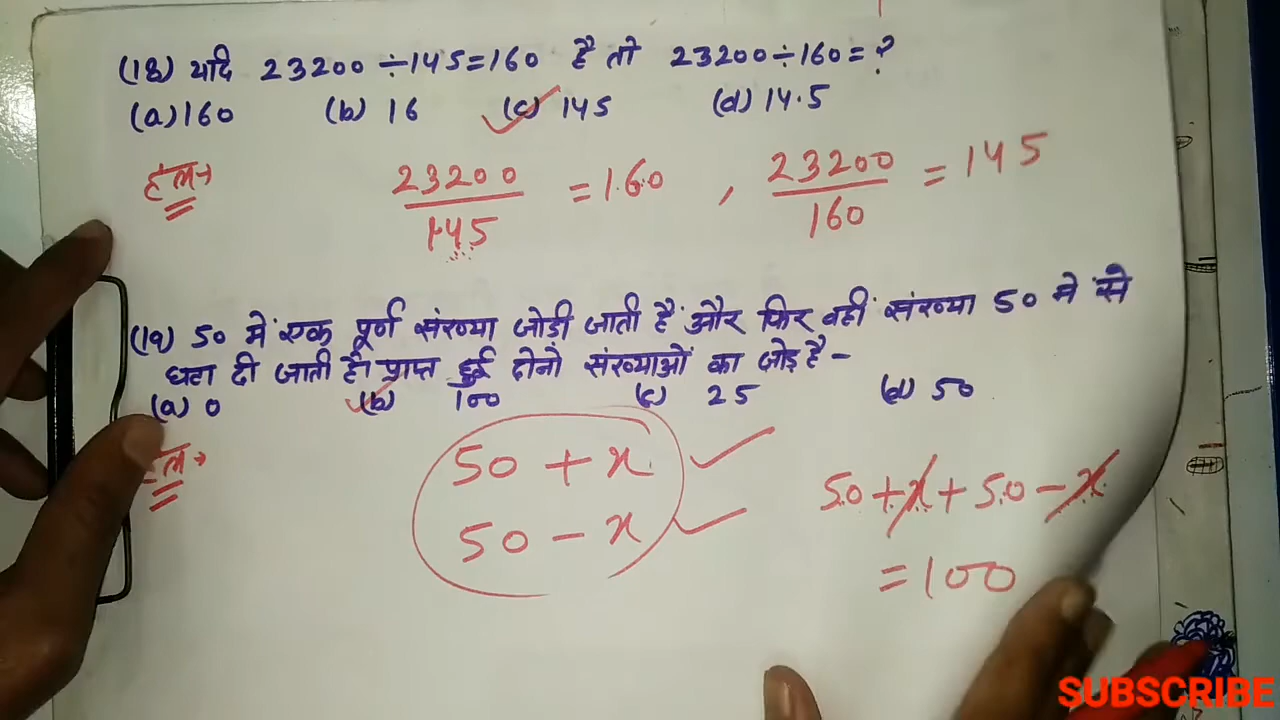 (18) यदि 23200 ÷ 145 = 160 है तो 23200 ÷ 160 = ?
(a) 160 (b) 16 (c) 145 (d) 14.5
हल→ 23200/145 = 160 , 23200/160 = 145
(19) 50 में एक पूर्ण संख्या जोड़ी जाती है और फिर वही संख्या 50 मे से
घटा दी जाती है। प्राप्त हुई दोनो संख्याओं का जोड़ है -
(a) 0 (b) 100 (c) 25 (d) 50
हल→
50 + x
50 - x
50 + x + 50 - x
= 100
SUBSCRIBE